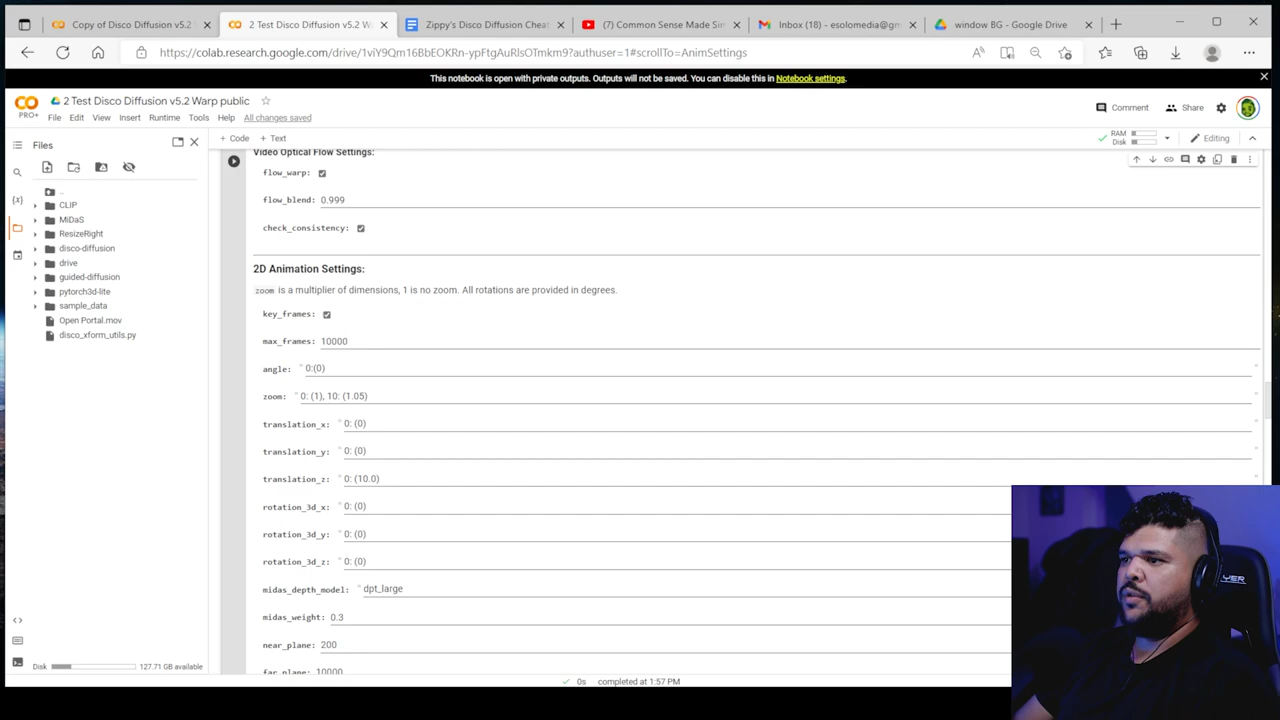 Copy of Disco Diffusion v5.2
2 Test Disco Diffusion v5.2 W
Zippy's Disco Diffusion Cheat
(7) Common Sense Made Sim
Inbox (18) - esolomedia@gm
window BG - Google Drive
https://colab.research.google.com/drive/1viY9Qm16BbEOKRn-ypFtgAuRlsOTmkm9?authuser=1#scrollTo=AnimSettings
This notebook is open with private outputs. Outputs will not be saved. You can disable this in Notebook settings.
PRO+
2 Test Disco Diffusion v5.2 Warp public
File Edit View Insert Runtime Tools Help All changes saved
Comment Share
Files
+ Code + Text
RAM
Disk
Editing
..
CLIP
MiDaS
ResizeRight
disco-diffusion
drive
guided-diffusion
pytorch3d-lite
sample_data
Open Portal.mov
disco_xform_utils.py
Disk 127.71 GB available
Video Optical Flow Settings:
flow_warp:
flow_blend: 0.999
check_consistency:
2D Animation Settings:
zoom is a multiplier of dimensions, 1 is no zoom. All rotations are provided in degrees.
key_frames:
max_frames: 10000
angle: " 0:(0) "
zoom: " 0: (1), 10: (1.05) "
translation_x: " 0: (0) "
translation_y: " 0: (0) "
translation_z: " 0: (10.0) "
rotation_3d_x: " 0: (0)
rotation_3d_y: " 0: (0)
rotation_3d_z: " 0: (0)
midas_depth_model: " dpt_large
midas_weight: 0.3
near_plane: 200
far_plane: 10000
0s completed at 1:57 PM